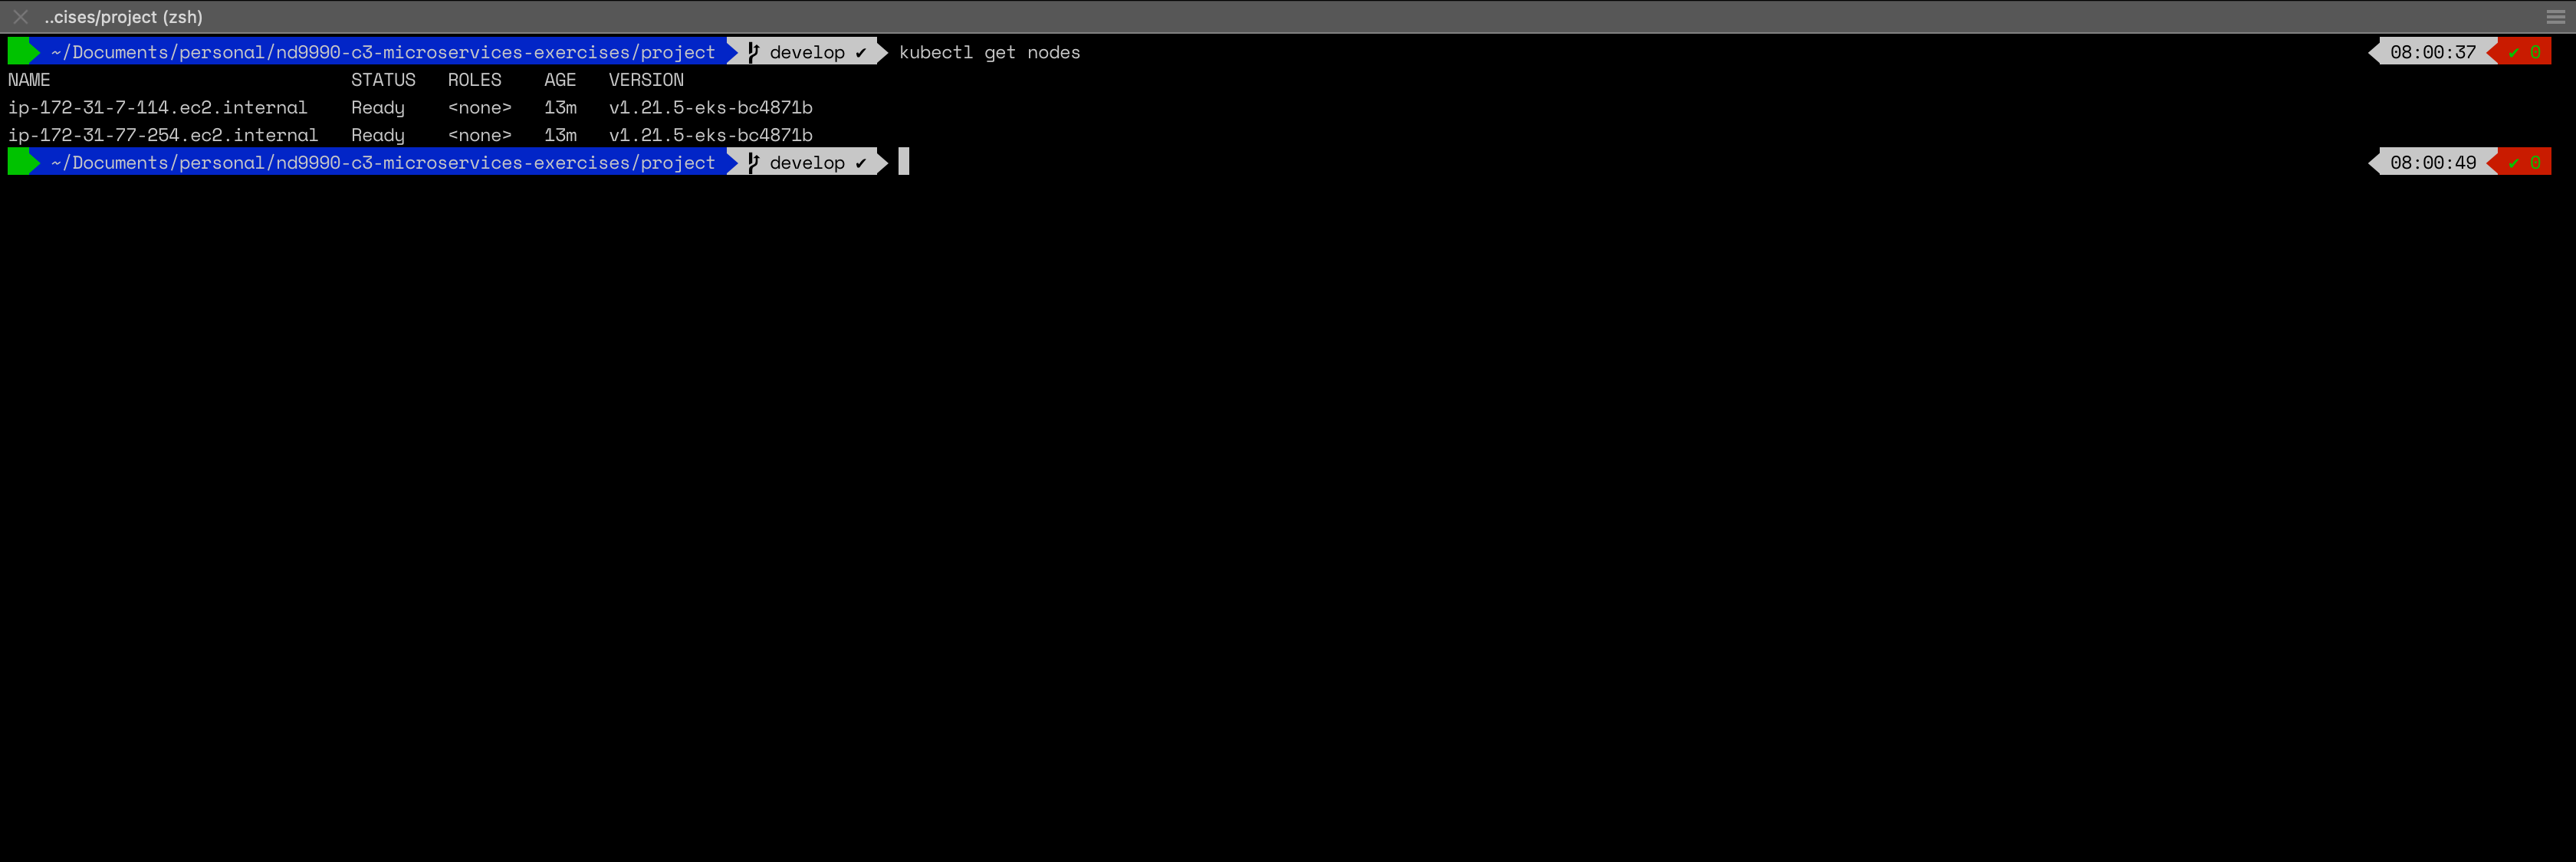 ..cises/project (zsh)
~/Documents/personal/nd9990-c3-microservices-exercises/project develop ✔ kubectl get nodes 08:00:37 ✔ 0
NAME STATUS ROLES AGE VERSION
ip-172-31-7-114.ec2.internal Ready <none> 13m v1.21.5-eks-bc4871b
ip-172-31-77-254.ec2.internal Ready <none> 13m v1.21.5-eks-bc4871b
~/Documents/personal/nd9990-c3-microservices-exercises/project develop ✔ 08:00:49 ✔ 0